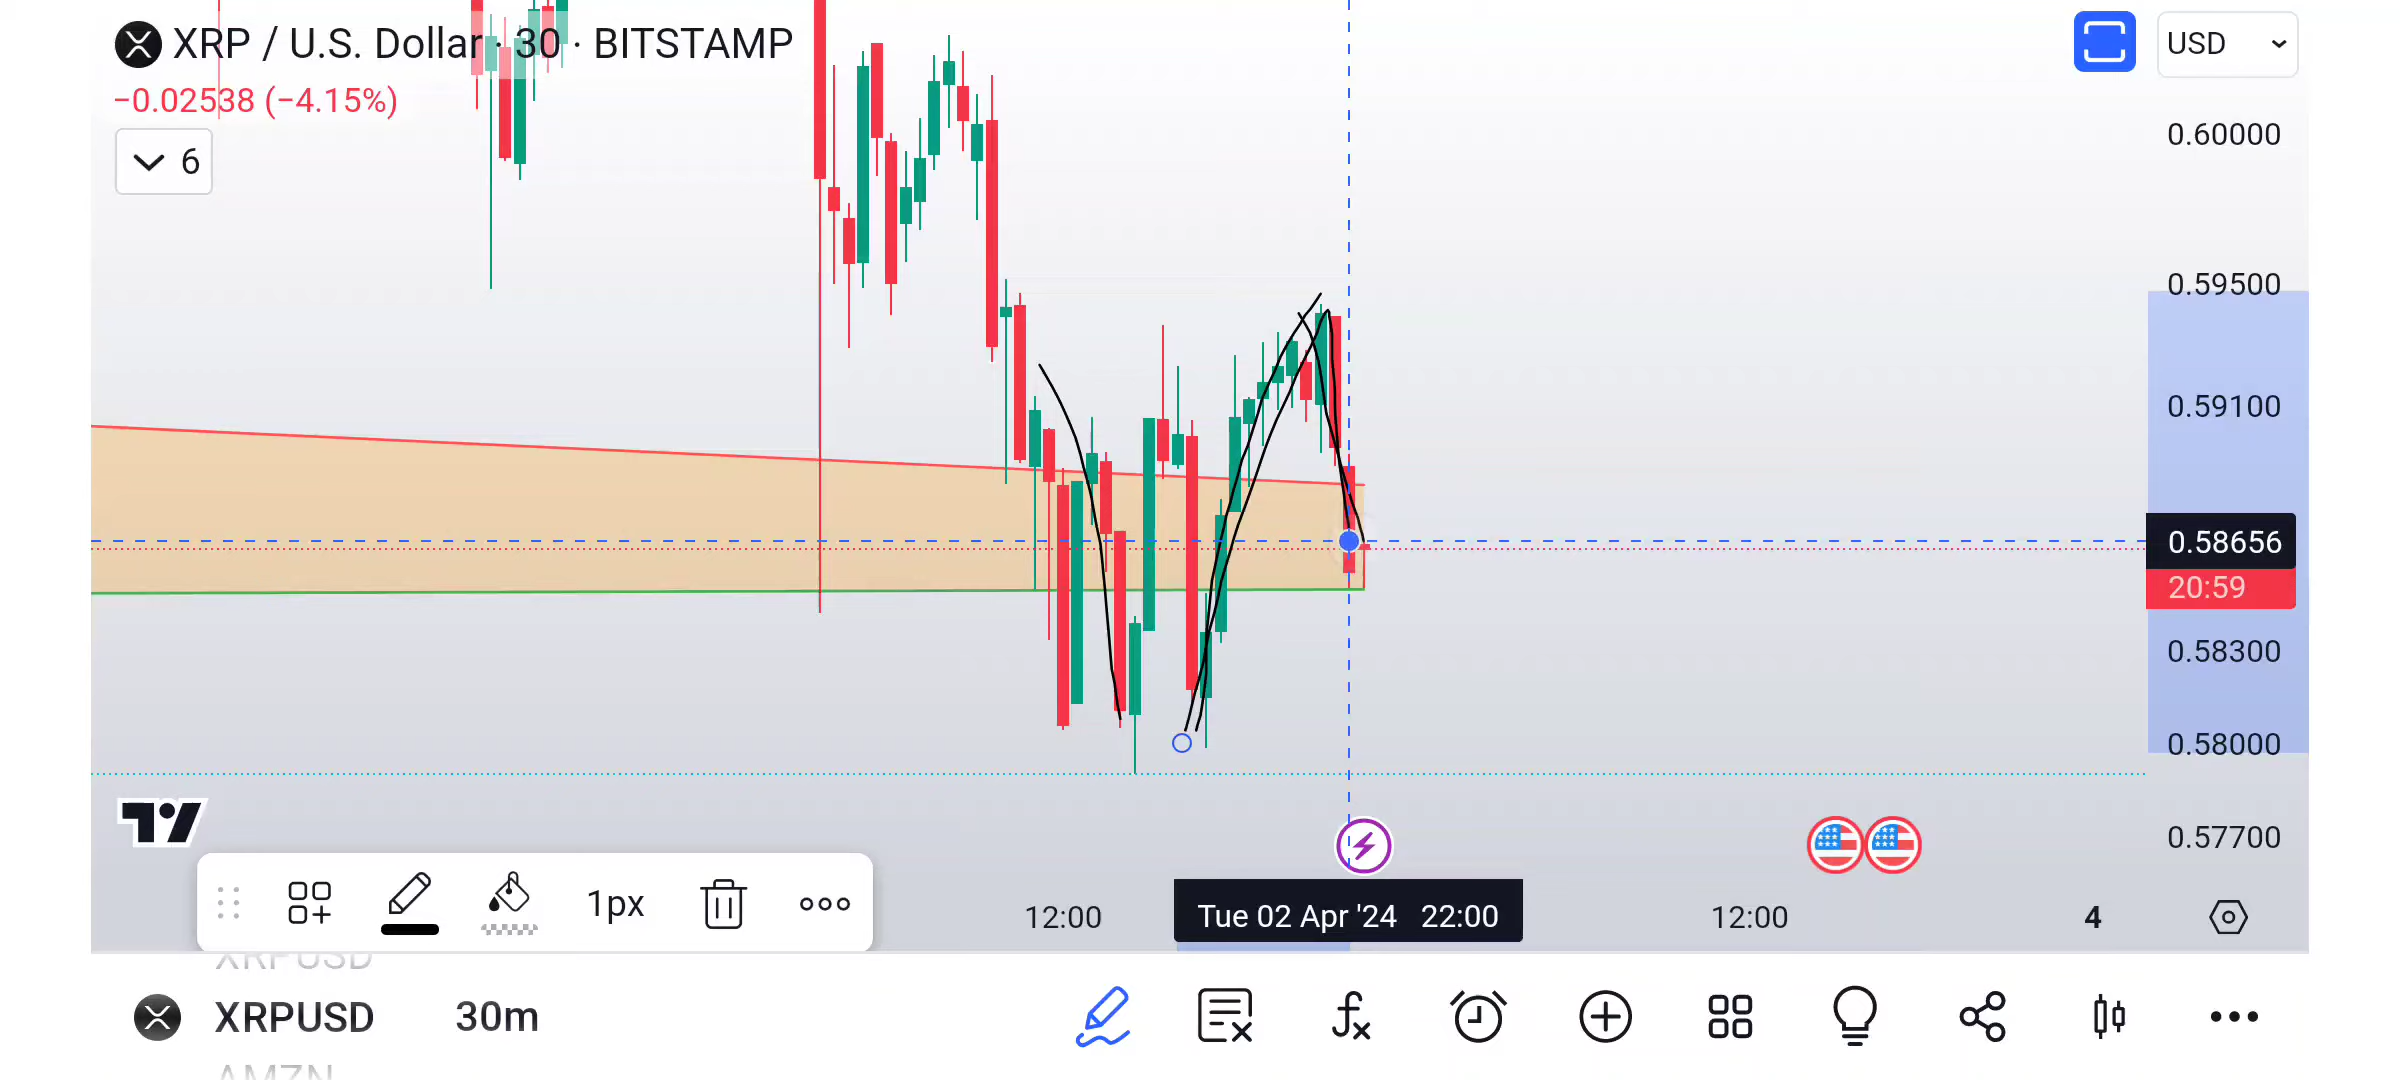 XRP / U.S. Dollar · 30 · BITSTAMP
USD
−0.02538 (−4.15%)
6
0.60000
0.59500
0.59100
0.58656
20:59
0.58300
0.58000
0.57700
1px
12:00
Tue 02 Apr '24 22:00
12:00
4
XRPUSD
XRPUSD
30m
AMZN